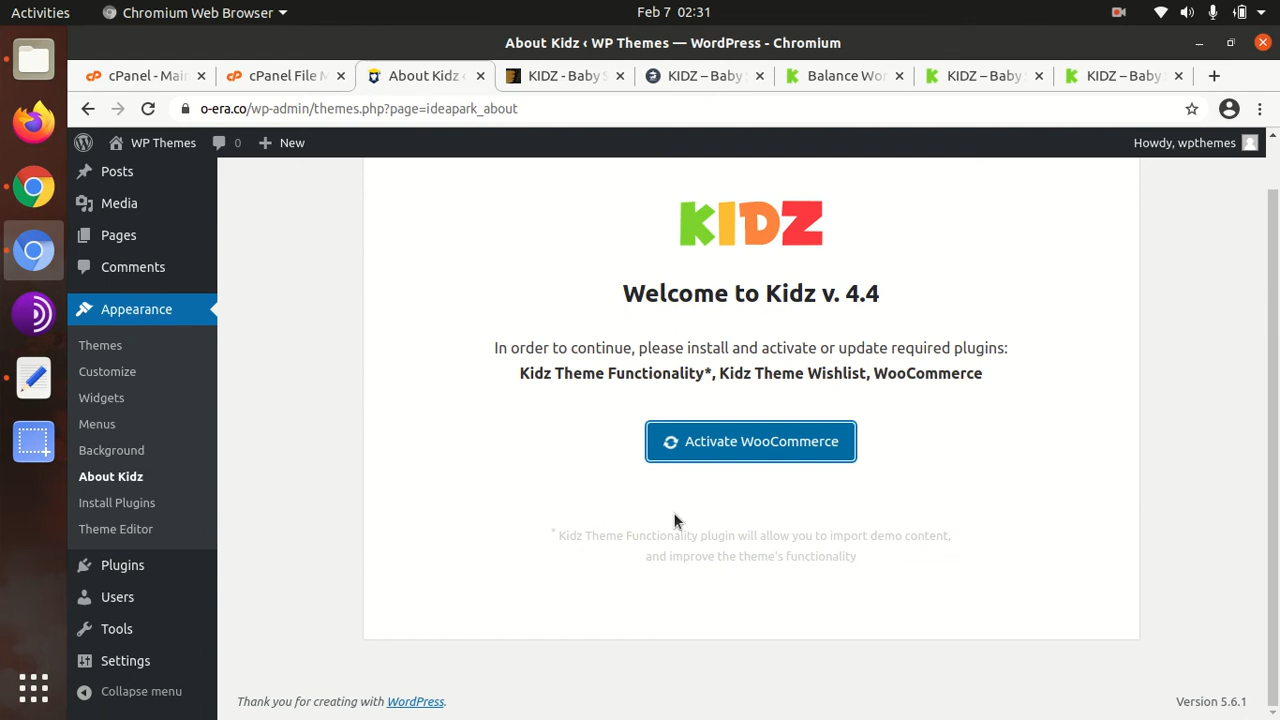 Activities
Chromium Web Browser
Feb 7 02:31
About Kidz ‹ WP Themes — WordPress - Chromium
cPanel - Main
cPanel File M
About Kidz ‹
KIDZ - Baby S
KIDZ – Baby
Balance Wo
KIDZ – Baby
KIDZ – Baby
o-era.co/wp-admin/themes.php?page=ideapark_about
WP Themes
0
New
Howdy, wpthemes
Posts
Media
Pages
Comments
Appearance
Themes
Customize
Widgets
Menus
Background
About Kidz
Install Plugins
Theme Editor
Plugins
Users
Tools
Settings
Collapse menu
KIDZ
Welcome to Kidz v. 4.4
In order to continue, please install and activate or update required plugins:
Kidz Theme Functionality*, Kidz Theme Wishlist, WooCommerce
Activate WooCommerce
* Kidz Theme Functionality plugin will allow you to import demo content,
and improve the theme's functionality
Thank you for creating with WordPress.
Version 5.6.1